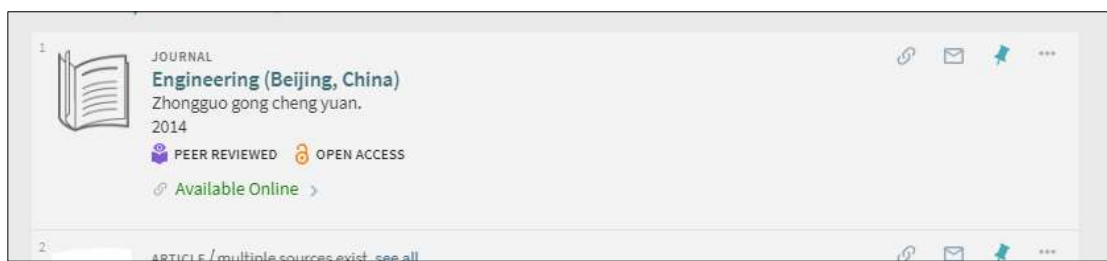 1
JOURNAL
Engineering (Beijing, China)
Zhongguo gong cheng yuan.
2014
PEER REVIEWED OPEN ACCESS
Available Online
2
ARTICLE / multiple sources exist. see all